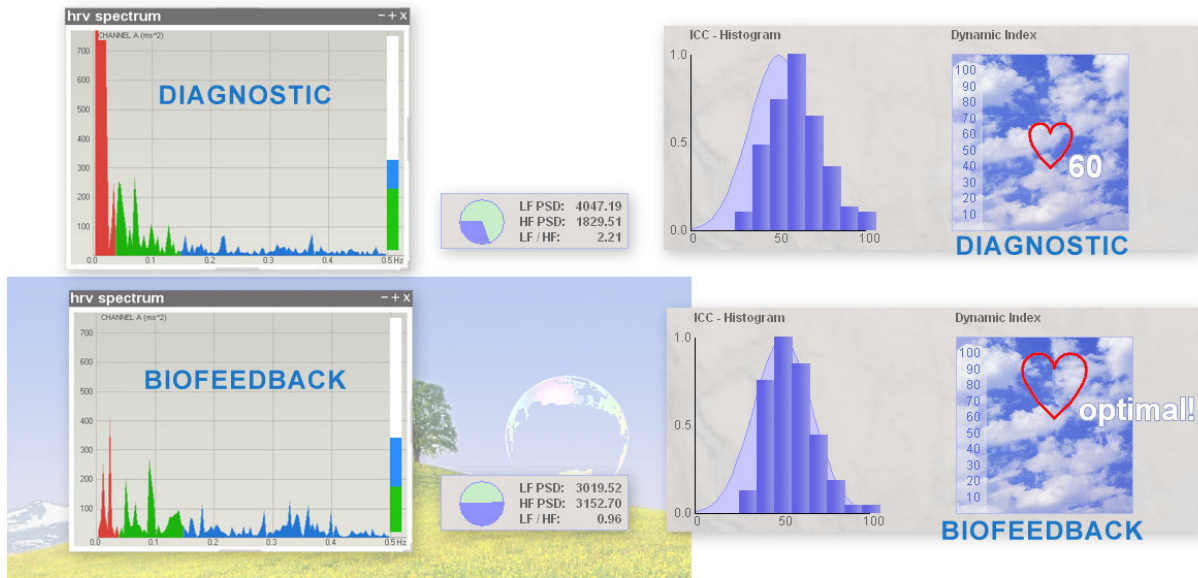 hrv spectrum
CHANNEL A (ms^2)
700
600
500
400
300
200
100
0.0 0.1 0.2 0.3 0.4 0.5 Hz
DIAGNOSTIC
LF PSD: 4047.19
HF PSD: 1829.51
LF / HF: 2.21
ICC - Histogram
1.0
0.5
0.0
0 50 100
Dynamic Index
100
90
80
70
60
50
40
30
20
10
60
DIAGNOSTIC
hrv spectrum
CHANNEL A (ms^2)
700
600
500
400
300
200
100
0.0 0.1 0.2 0.3 0.4 0.5 Hz
BIOFEEDBACK
LF PSD: 3019.52
HF PSD: 3152.70
LF / HF: 0.96
ICC - Histogram
1.0
0.5
0.0
0 50 100
Dynamic Index
100
90
80
70
60
50
40
30
20
10
optimal!
BIOFEEDBACK